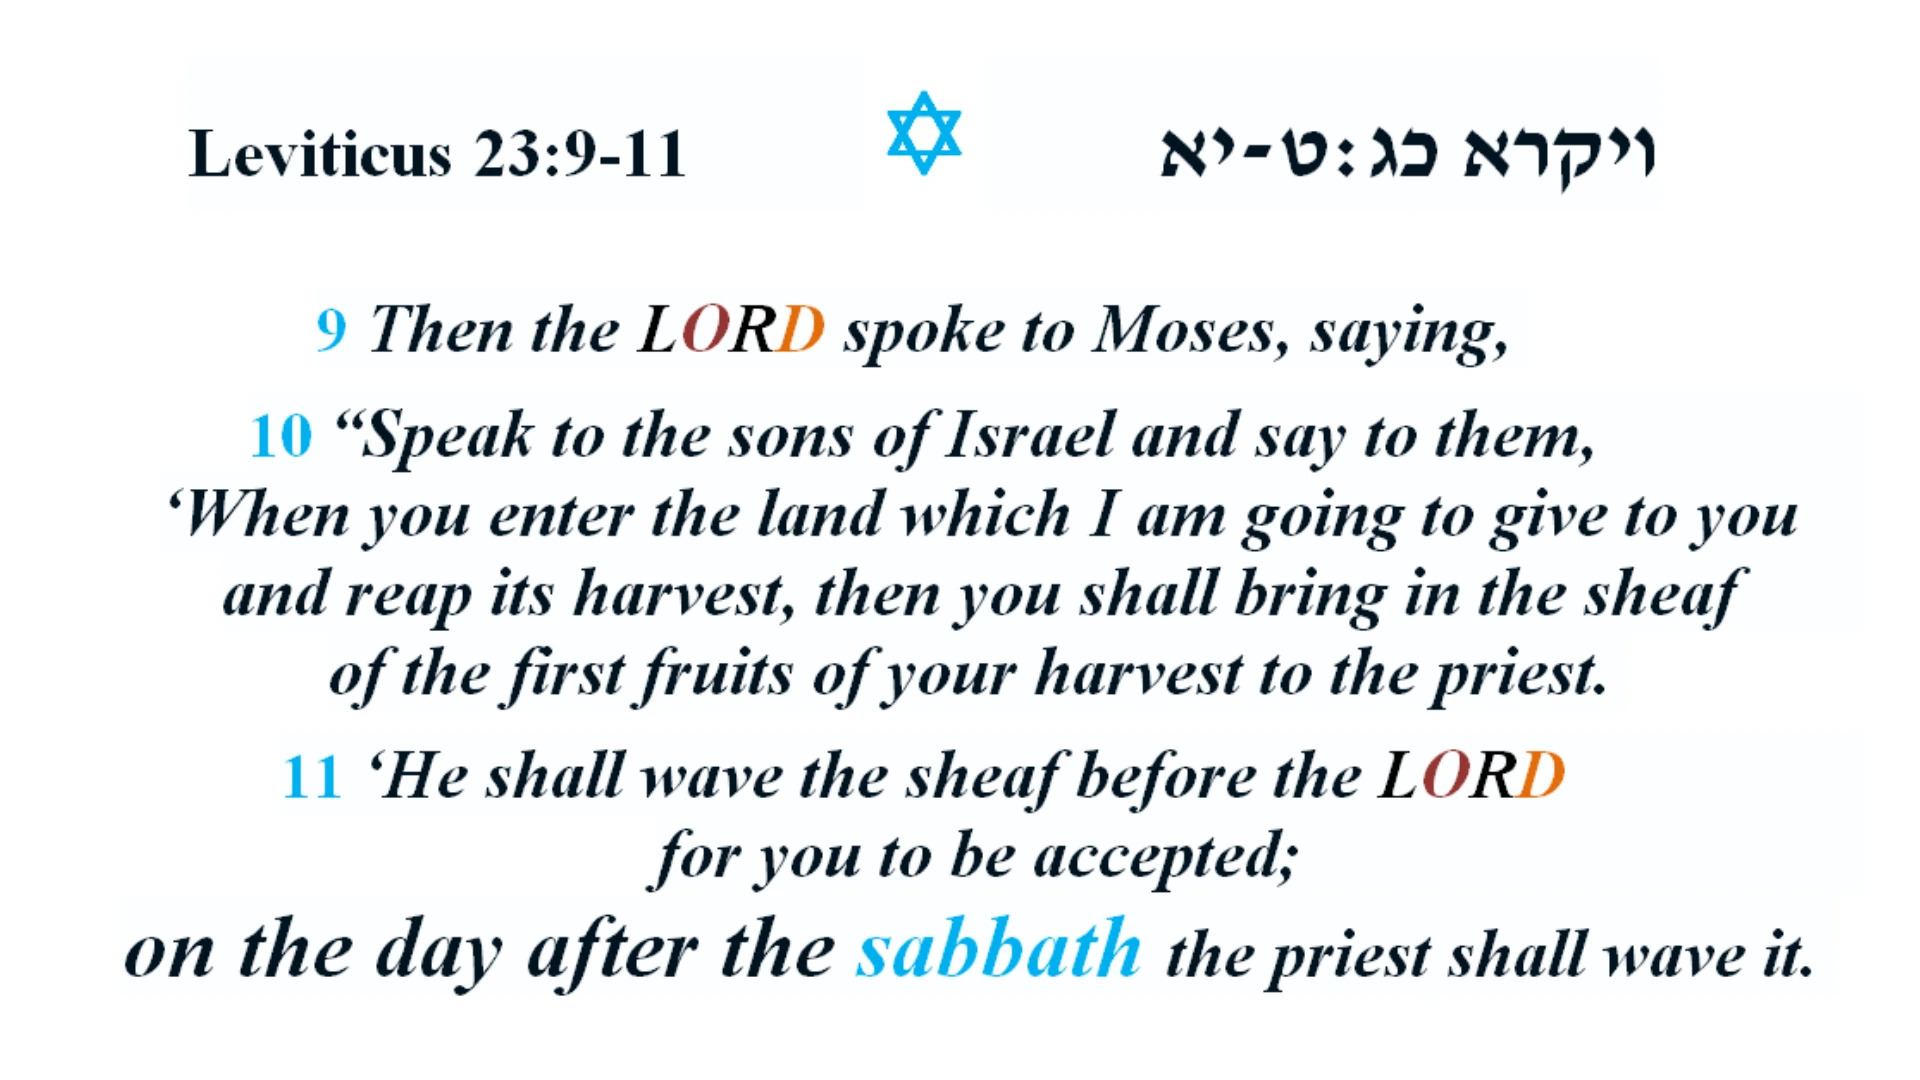 Leviticus 23:9-11 ✡ ויקרא כג:ט-יא
9 Then the LORD spoke to Moses, saying,
10 “Speak to the sons of Israel and say to them,
‘When you enter the land which I am going to give to you
and reap its harvest, then you shall bring in the sheaf
of the first fruits of your harvest to the priest.
11 ‘He shall wave the sheaf before the LORD
for you to be accepted;
on the day after the sabbath the priest shall wave it.